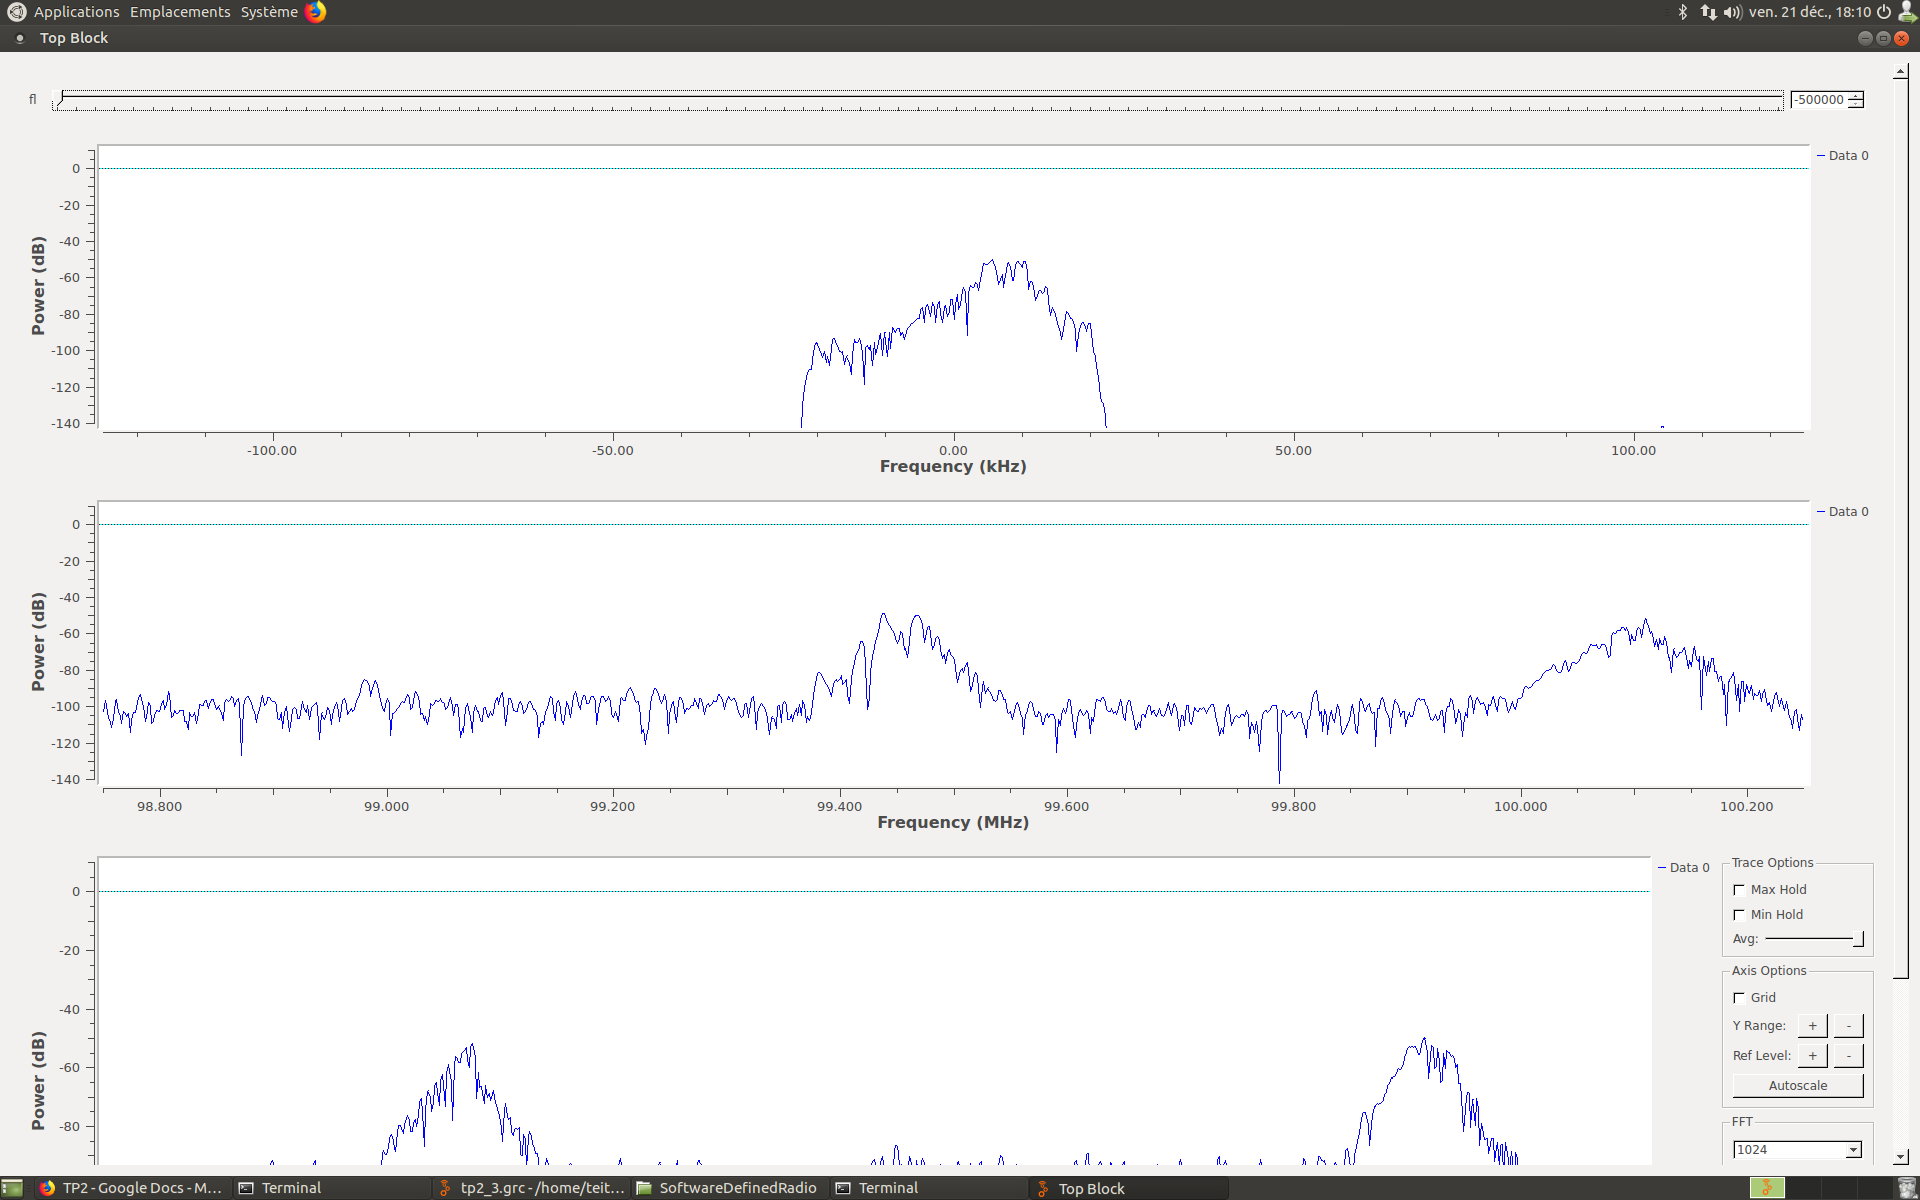 Applications Emplacements Système ven. 21 déc., 18:10
Top Block
fl -500000
Data 0
0
-20
-40
-60
-80
-100
-120
-140
Power (dB)
-100.00 -50.00 0.00 50.00 100.00
Frequency (kHz)
Data 0
0
-20
-40
-60
-80
-100
-120
-140
Power (dB)
98.800 99.000 99.200 99.400 99.600 99.800 100.000 100.200
Frequency (MHz)
Data 0
0
-20
-40
-60
-80
Power (dB)
Trace Options
Max Hold
Min Hold
Avg:
Axis Options
Grid
Y Range: + -
Ref Level: + -
Autoscale
FFT
1024
TP2 - Google Docs - M... Terminal tp2_3.grc - /home/teit... SoftwareDefinedRadio Terminal Top Block